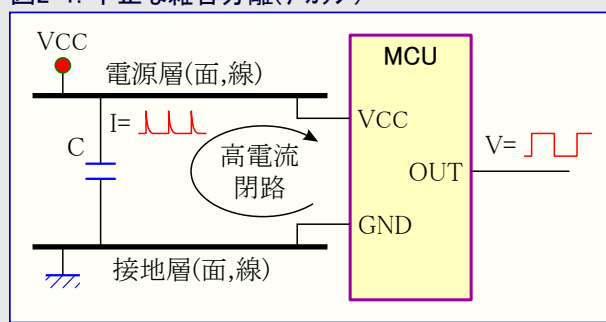 VCC
電源層(面,線)
MCU
I=
C
高電流
閉路
VCC
V=
OUT
GND
接地層(面,線)